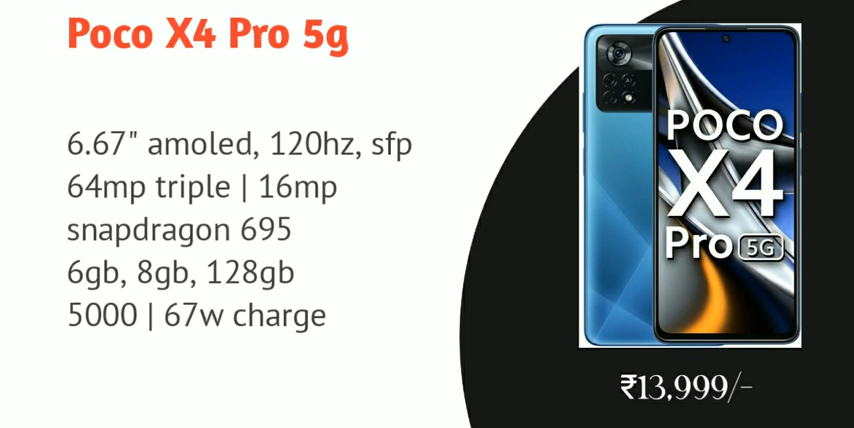 Poco X4 Pro 5g
6.67" amoled, 120hz, sfp
64mp triple | 16mp
snapdragon 695
6gb, 8gb, 128gb
5000 | 67w charge
POCO
X4
Pro 5G
₹13,999/-